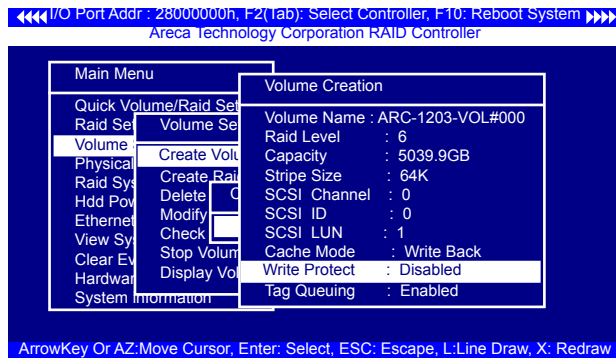 I/O Port Addr : 28000000h, F2(Tab): Select Controller, F10: Reboot System
Areca Technology Corporation RAID Controller
Main Menu
Quick Volume/Raid Set
Raid Set
Volume
Physical
Raid Sys
Hdd Pow
Ethernet
View Sy
Clear Ev
Hardwar
System Information
Volume Se
Create Volu
Create Rai
Delete
Modify
Check
Stop Volum
Display Vol
C
Volume Creation
Volume Name : ARC-1203-VOL#000
Raid Level : 6
Capacity : 5039.9GB
Stripe Size : 64K
SCSI Channel : 0
SCSI ID : 0
SCSI LUN : 1
Cache Mode : Write Back
Write Protect : Disabled
Tag Queuing : Enabled
ArrowKey Or AZ:Move Cursor, Enter: Select, ESC: Escape, L:Line Draw, X: Redraw